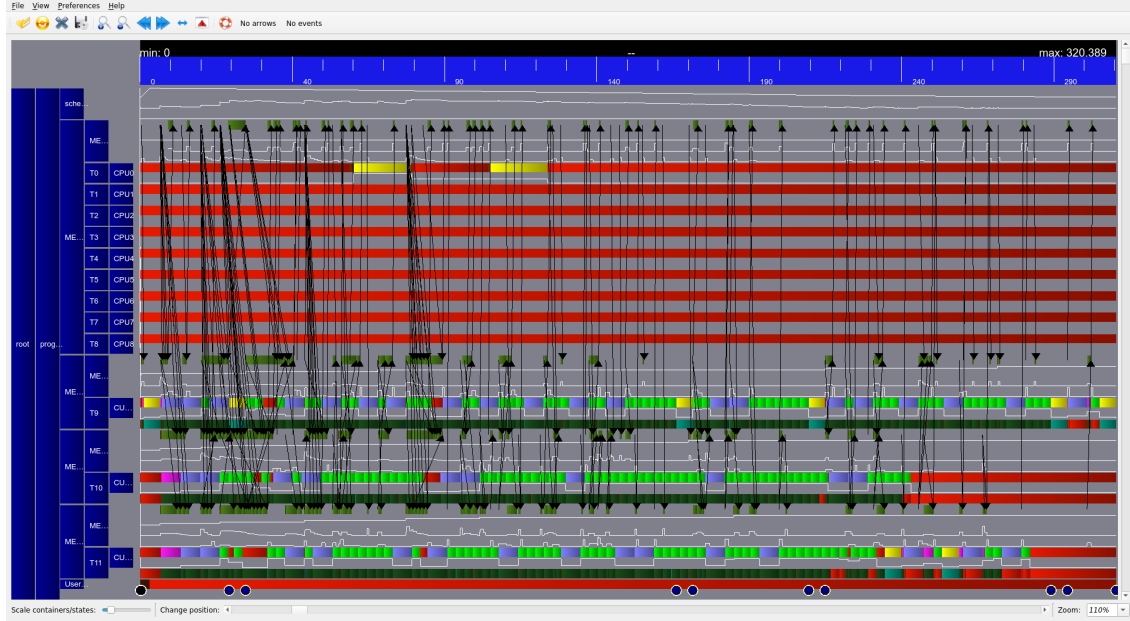 File View Preferences Help
No arrows No events
min: 0 -- max: 320.389
0 40 90 140 190 240 290
sche...
ME...
T0 CPU0
T1 CPU1
T2 CPU2
ME... T3 CPU3
T4 CPU4
T5 CPU5
T6 CPU6
T7 CPU7
root prog... T8 CPU8
ME...
ME...
T9 CU...
ME...
ME...
T10 CU...
ME...
ME...
T11 CU...
User...
Scale containers/states: Change position: Zoom: 110%